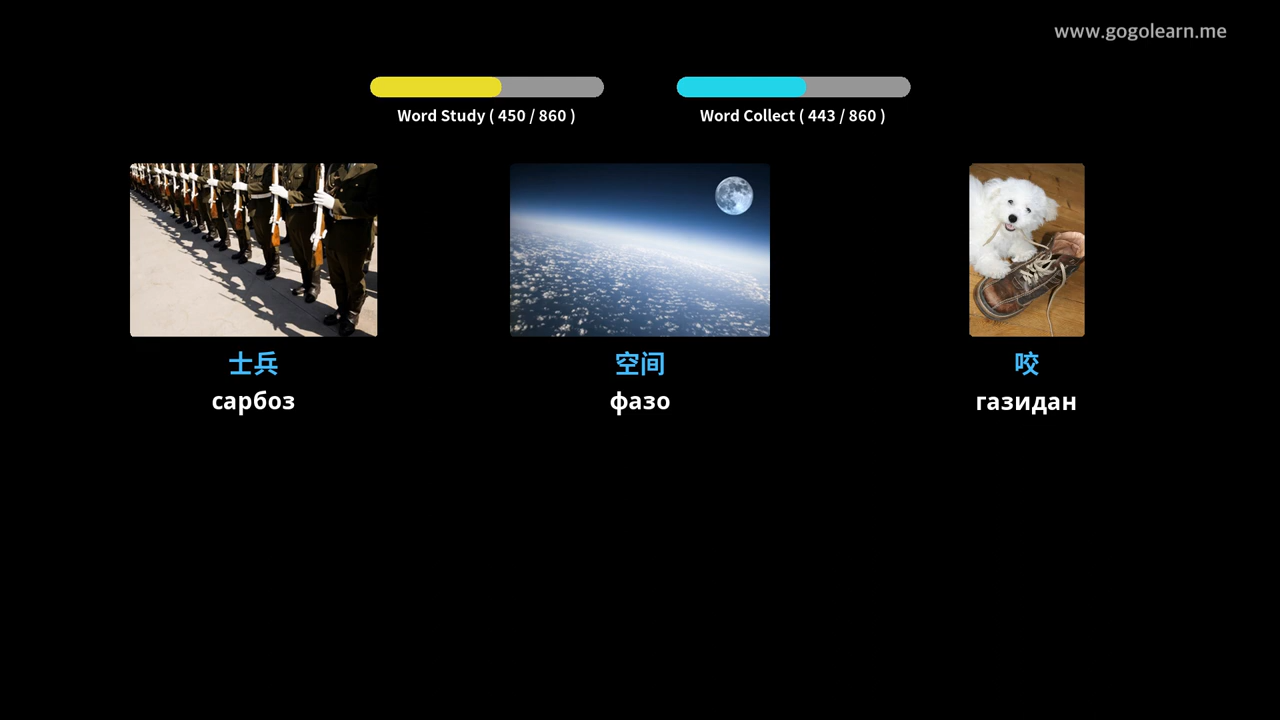 www.gogolearn.me
Word Study ( 450 / 860 )
Word Collect ( 443 / 860 )
士兵
空间
咬
сарбоз
фазо
газидан